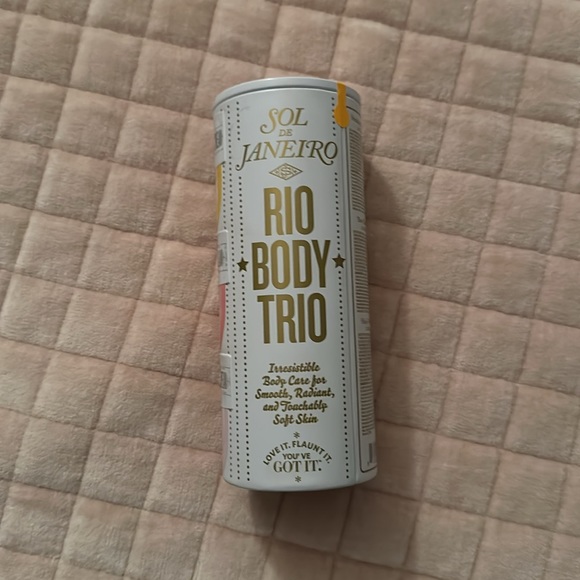 SOL
DE
JANEIRO
S
RIO
BODY
TRIO
Irresistible
Body Care for
Smooth, Radiant,
and Touchably
Soft Skin
LOVE IT. FLAUNT IT.
YOU'VE
GOT IT.™